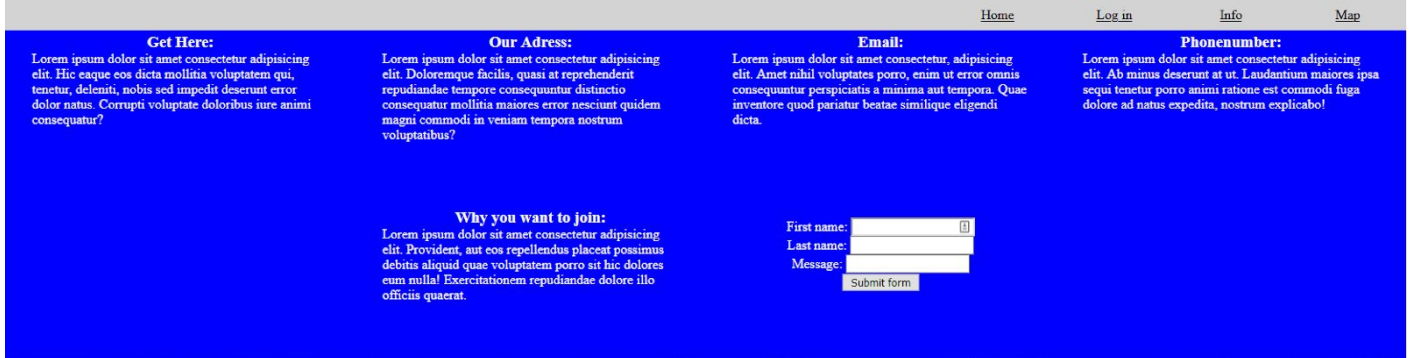 Home Log in Info Map
Get Here:
Lorem ipsum dolor sit amet consectetur adipisicing
elit. Hic eaque eos dicta mollitia voluptatem qui,
tenetur, deleniti, nobis sed impedit deserunt error
dolor natus. Corrupti voluptate doloribus iure animi
consequatur?
Our Adress:
Lorem ipsum dolor sit amet consectetur adipisicing
elit. Doloremque facilis, quasi at reprehenderit
repudiandae tempore consequuntur distinctio
consequatur mollitia maiores error nesciunt quidem
magni commodi in veniam tempora nostrum
voluptatibus?
Email:
Lorem ipsum dolor sit amet consectetur, adipisicing
elit. Amet nihil voluptates porro, enim ut error omnis
consequuntur perspiciatis a minima aut tempora. Quae
inventore quod pariatur beatae similique eligendi
dicta.
Phonenumber:
Lorem ipsum dolor sit amet consectetur adipisicing
elit. Ab minus deserunt at ut. Laudantium maiores ipsa
sequi tenetur porro animi ratione est commodi fuga
dolore ad natus expedita, nostrum explicabo!
Why you want to join:
Lorem ipsum dolor sit amet consectetur adipisicing
elit. Provident, aut eos repellendus placeat possimus
debitis aliquid quae voluptatem porro sit hic dolores
eum nulla! Exercitationem repudiandae dolore illo
officiis quaerat.
First name:
Last name:
Message:
Submit form